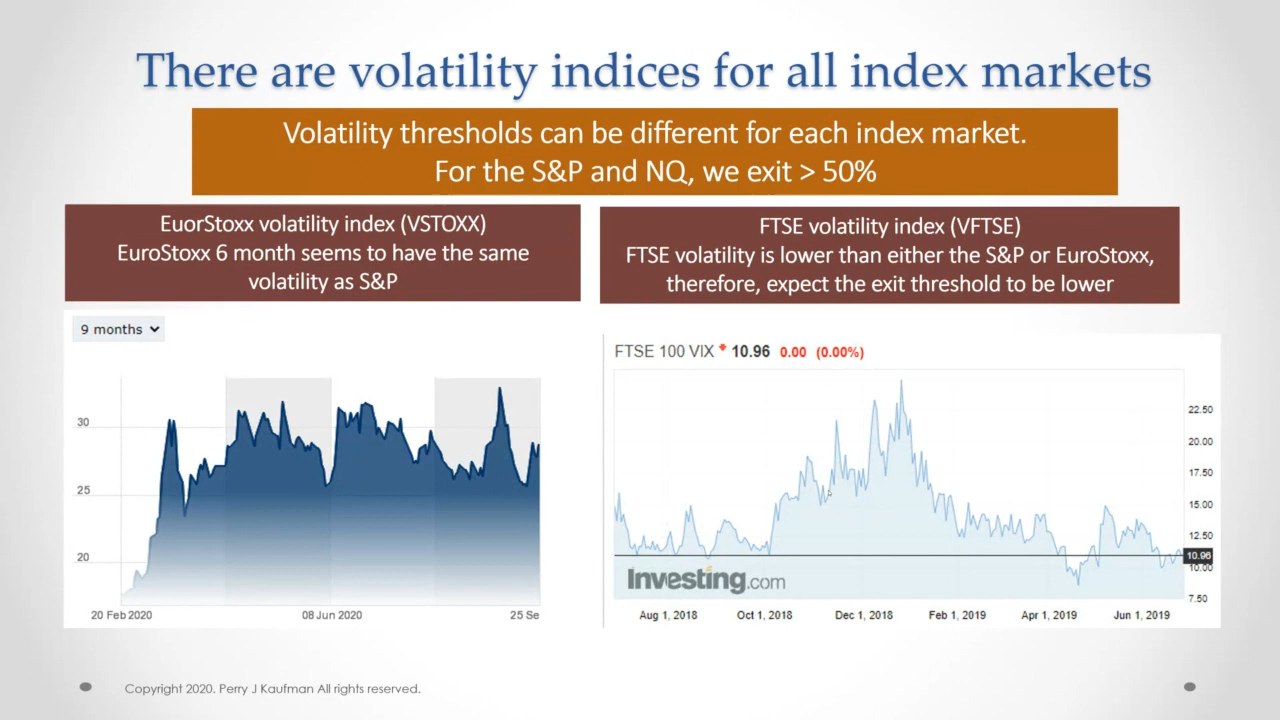 There are volatility indices for all index markets
Volatility thresholds can be different for each index market.
For the S&P and NQ, we exit > 50%
EuorStoxx volatility index (VSTOXX)
EuroStoxx 6 month seems to have the same
volatility as S&P
FTSE volatility index (VFTSE)
FTSE volatility is lower than either the S&P or EuroStoxx,
therefore, expect the exit threshold to be lower
9 months
30
25
20
20 Feb 2020
08 Jun 2020
25 Se
FTSE 100 VIX 10.96 0.00 (0.00%)
22.50
20.00
17.50
15.00
12.50
10.96
10.00
7.50
Investing.com
Aug 1, 2018
Oct 1, 2018
Dec 1, 2018
Feb 1, 2019
Apr 1, 2019
Jun 1, 2019
Copyright 2020. Perry J Kaufman All rights reserved.